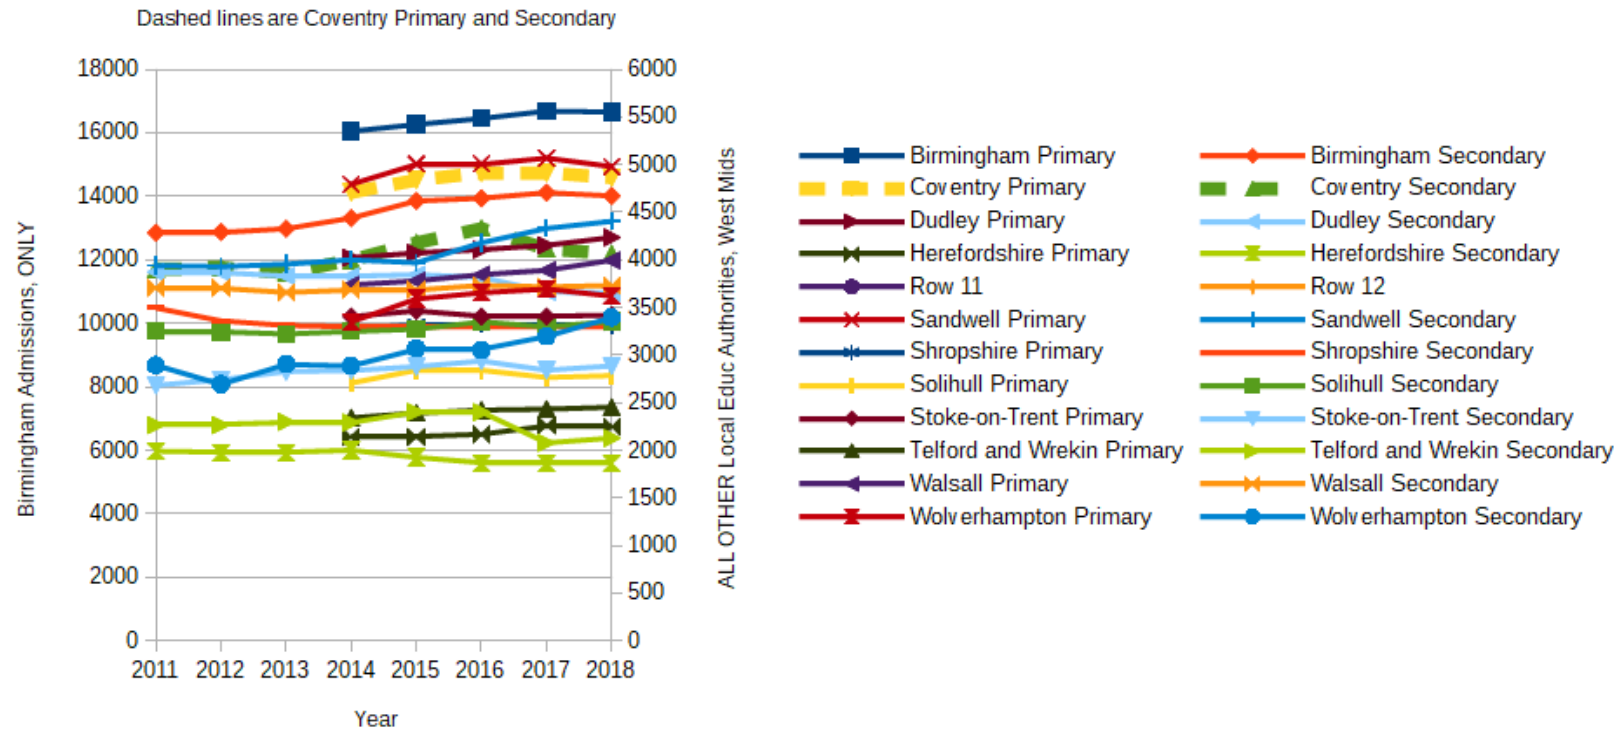 Dashed lines are Coventry Primary and Secondary
18000
16000
14000
12000
10000
8000
6000
4000
2000
0
6000
5500
5000
4500
4000
3500
3000
2500
2000
1500
1000
500
0
Birmingham Admissions, ONLY
ALL OTHER Local Educ Authorities, West Mids
2011 2012 2013 2014 2015 2016 2017 2018
Year
Birmingham Primary
Birmingham Secondary
Coventry Primary
Coventry Secondary
Dudley Primary
Dudley Secondary
Herefordshire Primary
Herefordshire Secondary
Row 11
Row 12
Sandwell Primary
Sandwell Secondary
Shropshire Primary
Shropshire Secondary
Solihull Primary
Solihull Secondary
Stoke-on-Trent Primary
Stoke-on-Trent Secondary
Telford and Wrekin Primary
Telford and Wrekin Secondary
Walsall Primary
Walsall Secondary
Wolverhampton Primary
Wolverhampton Secondary